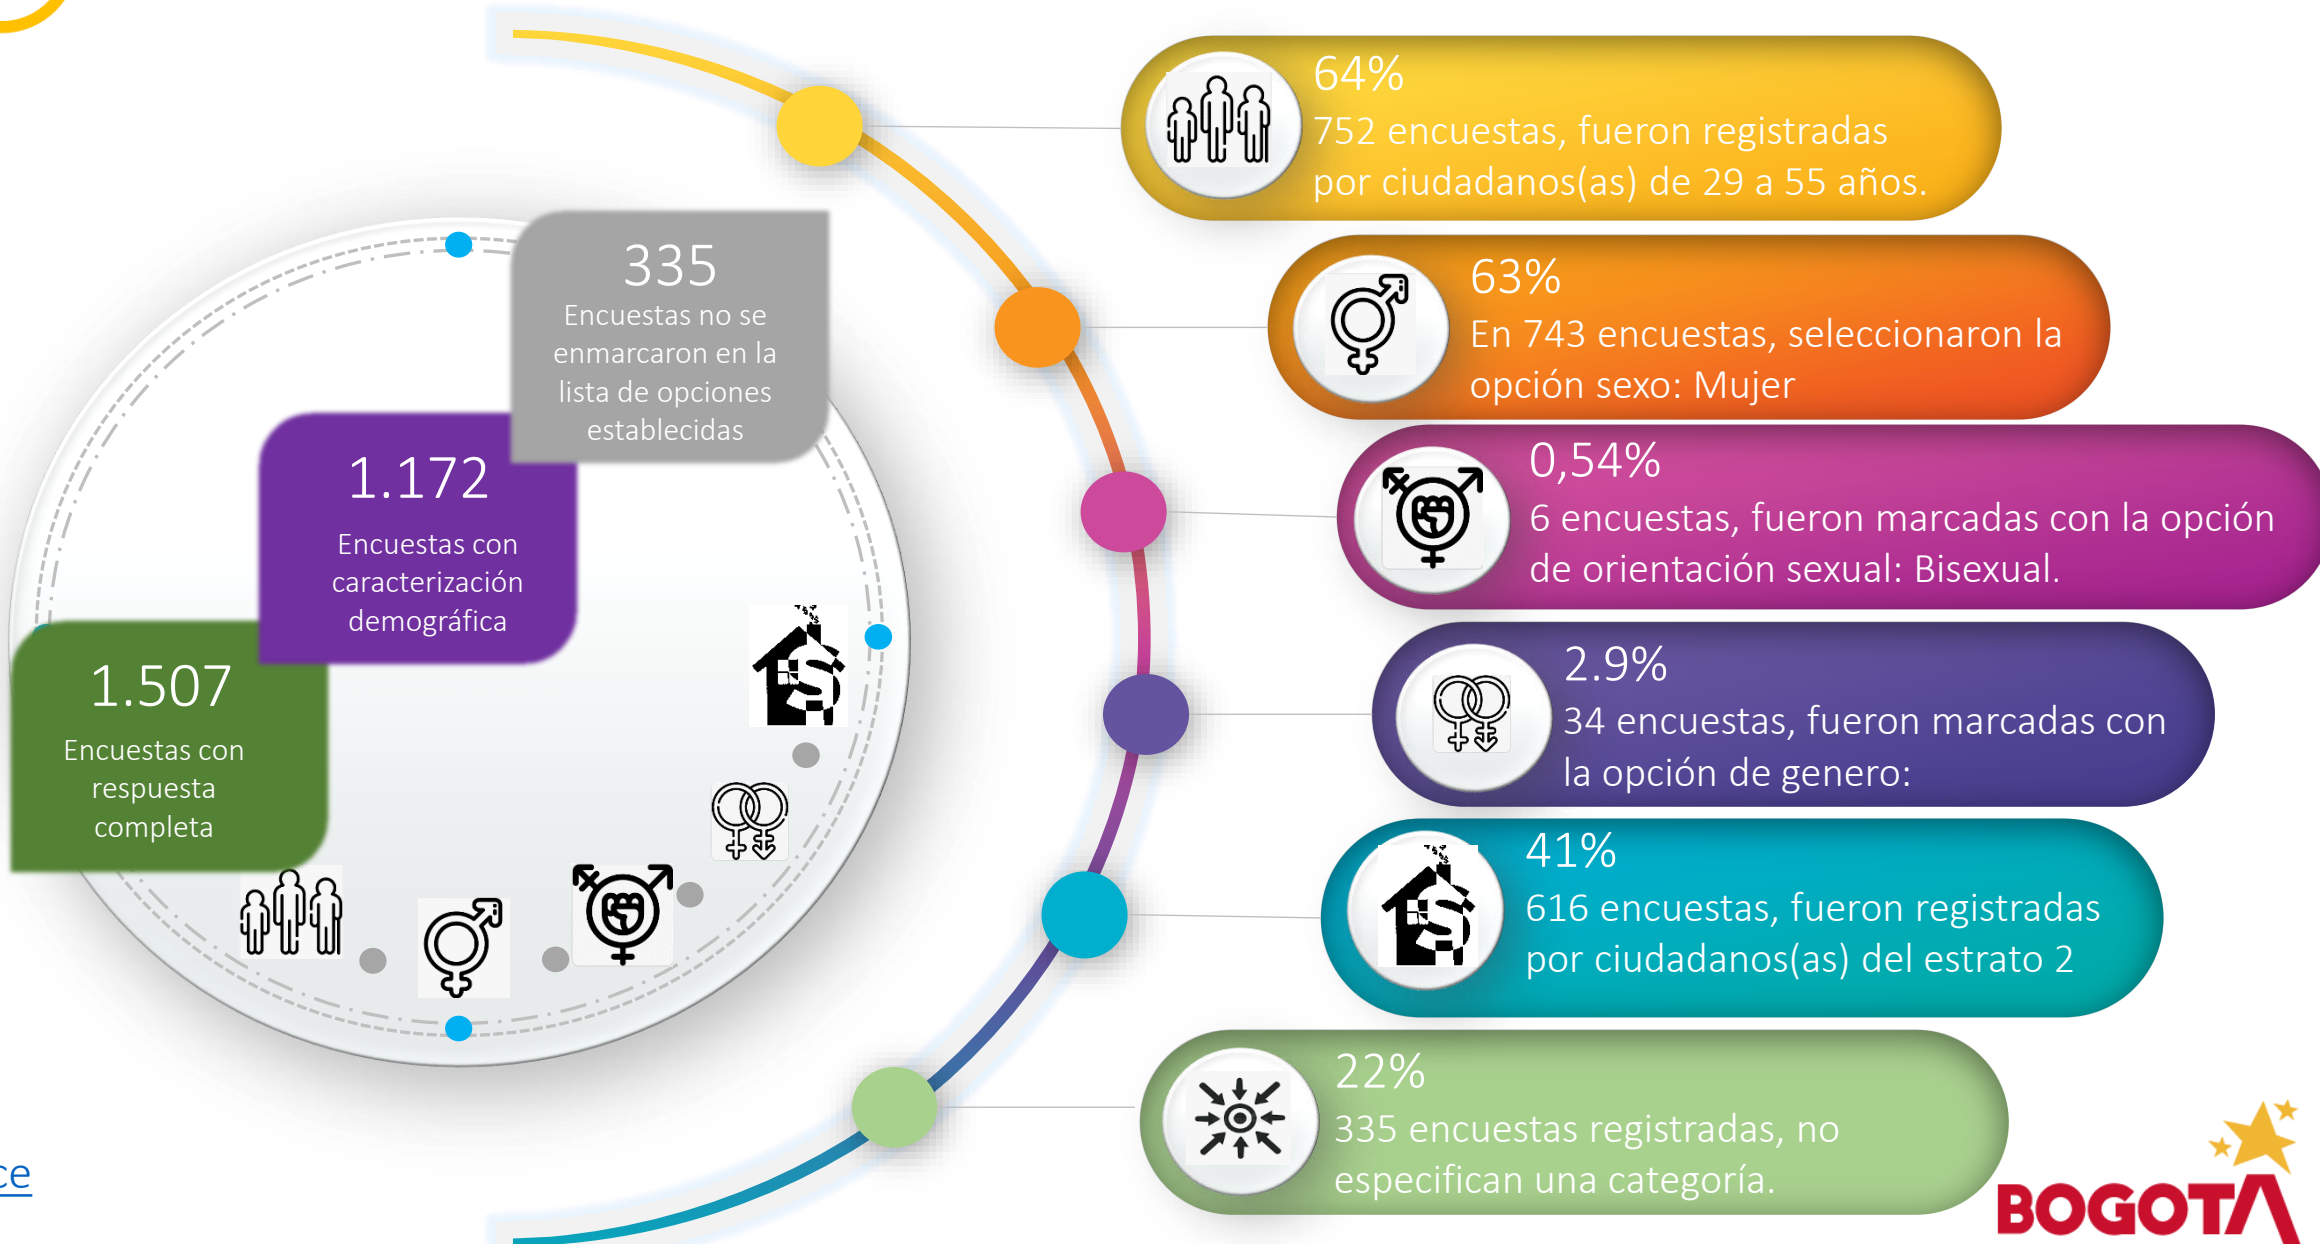 335
Encuestas no se
enmarcaron en la
lista de opciones
establecidas
1.172
Encuestas con
caracterización
demográfica
1.507
Encuestas con
respuesta
completa
64%
752 encuestas, fueron registradas
por ciudadanos(as) de 29 a 55 años.
63%
En 743 encuestas, seleccionaron la
opción sexo: Mujer
0,54%
6 encuestas, fueron marcadas con la opción
de orientación sexual: Bisexual.
2.9%
34 encuestas, fueron marcadas con
la opción de genero:
41%
616 encuestas, fueron registradas
por ciudadanos(as) del estrato 2
22%
335 encuestas registradas, no
especifican una categoría.
BOGOTÁ